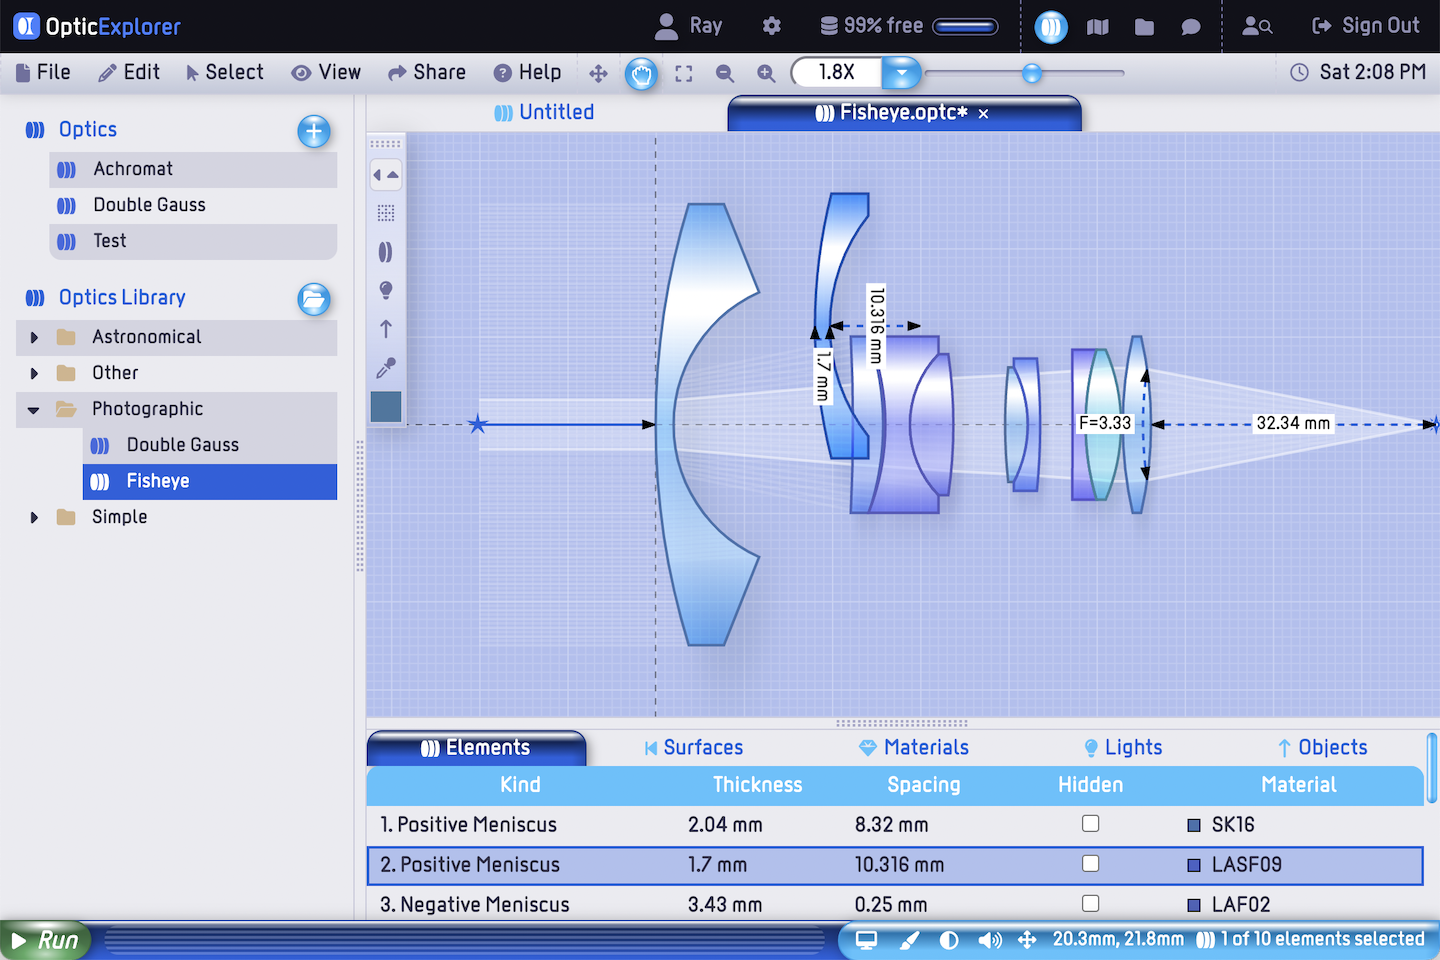 OpticExplorer
Ray
99% free
Sign Out
File
Edit
Select
View
Share
Help
1.8X
Sat 2:08 PM
Optics
Achromat
Double Gauss
Test
Optics Library
Astronomical
Other
Photographic
Double Gauss
Fisheye
Simple
Untitled
Fisheye.optc* ×
10.316 mm
1.7 mm
F=3.33
32.34 mm
Elements
Surfaces
Materials
Lights
Objects
Kind Thickness Spacing Hidden Material
1. Positive Meniscus 2.04 mm 8.32 mm SK16
2. Positive Meniscus 1.7 mm 10.316 mm LASF09
3. Negative Meniscus 3.43 mm 0.25 mm LAF02
Run
20.3mm, 21.8mm
1 of 10 elements selected